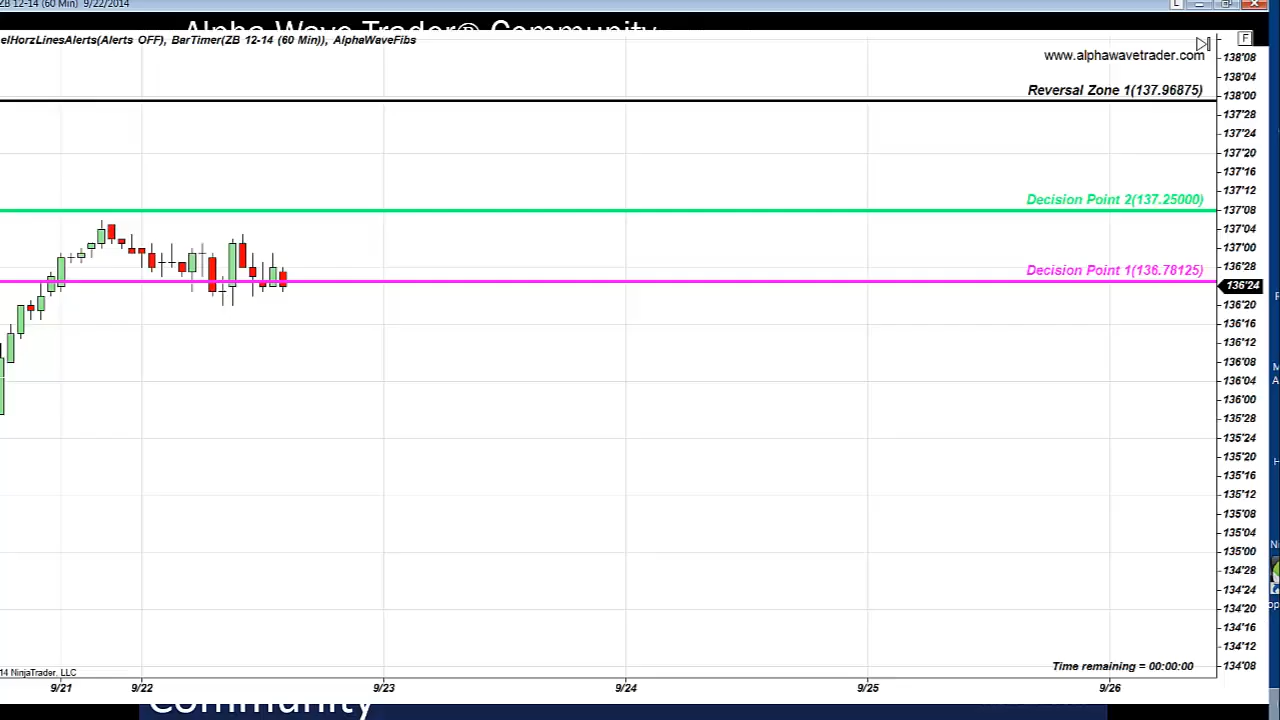 ZB 12-14 (60 Min) 9/22/2014
L
Alpha Wave Trader® Community
elHorzLinesAlerts(Alerts OFF), BarTimer(ZB 12-14 (60 Min)), AlphaWaveFibs
F
www.alphawavetrader.com
138'08
138'04
Reversal Zone 1(137.96875)
138'00
137'28
137'24
137'20
137'16
Decision Point 2(137.25000)
137'12
137'08
137'04
137'00
Decision Point 1(136.78125)
136'28
136'24
136'20
136'16
136'12
136'08
136'04
136'00
135'28
135'24
135'20
135'16
135'12
135'08
135'04
135'00
134'28
134'24
134'20
134'16
134'12
134'08
Time remaining = 00:00:00
14 NinjaTrader, LLC
9/21 9/22 9/23 9/24 9/25 9/26
Community